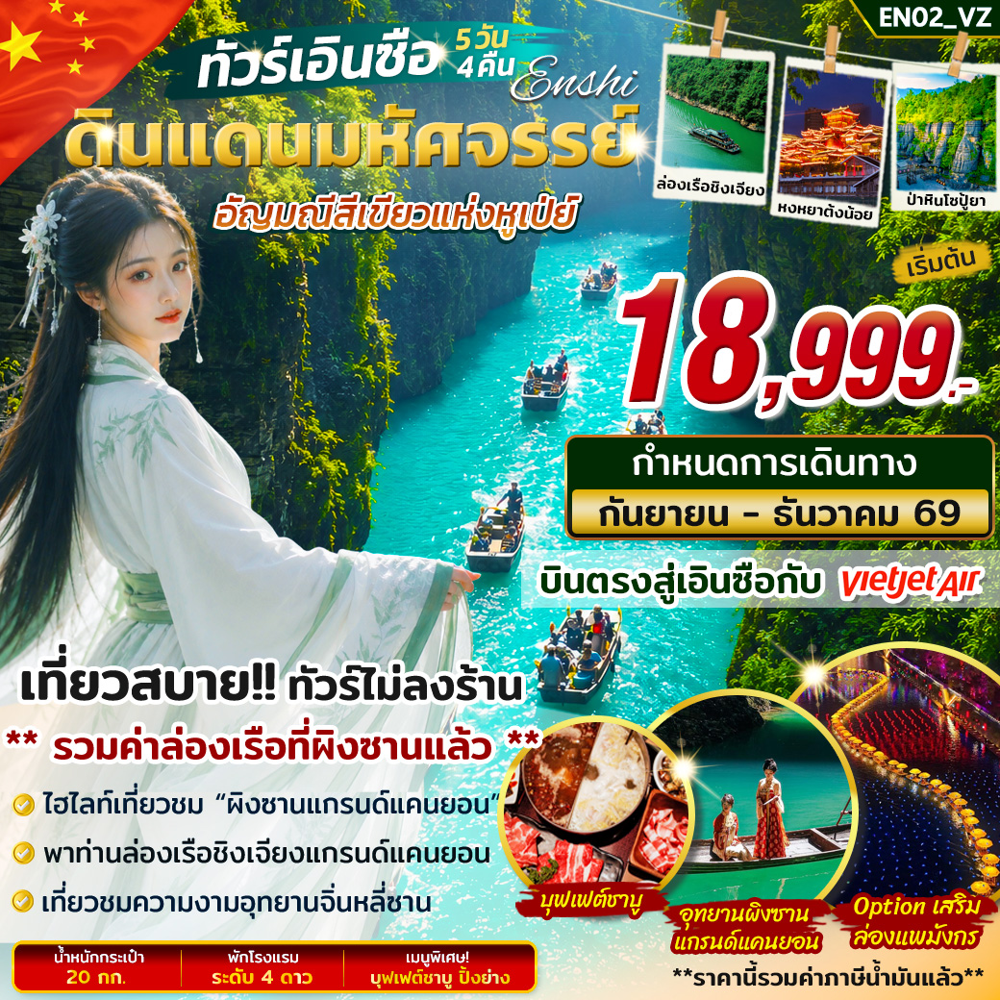 EN02_VZ
ทัวร์เอินซือ
5 วัน
4 คืน
Enshi
ดินแดนมหัศจรรย์
อัญมณีสีเขียวแห่งหูเป่ย์
ล่องเรือชิงเจียง
หงหยาต้งน้อย
ป่าหินโซปู้ยา
เริ่มต้น
18,999.-
กำหนดการเดินทาง
กันยายน - ธันวาคม 69
บินตรงสู่เอินซือกับ vietjet Air
เที่ยวสบาย!! ทัวร์ไม่ลงร้าน
** รวมค่าล่องเรือที่ผิงซานแล้ว **
ไฮไลท์เที่ยวชม “ผิงซานแกรนด์แคนยอน”
พาท่านล่องเรือชิงเจียงแกรนด์แคนยอน
เที่ยวชมความงามอุทยานจิ่นหลี่ซาน
บุฟเฟต์ชาบู
อุทยานผิงซาน
แกรนด์แคนยอน
Option เสริม
ล่องแพมังกร
น้ำหนักกระเป๋า
20 กก.
พักโรงแรม
ระดับ 4 ดาว
เมนูพิเศษ!
บุฟเฟต์ชาบู ปิ้งย่าง
**ราคานี้รวมค่าภาษีน้ำมันแล้ว**